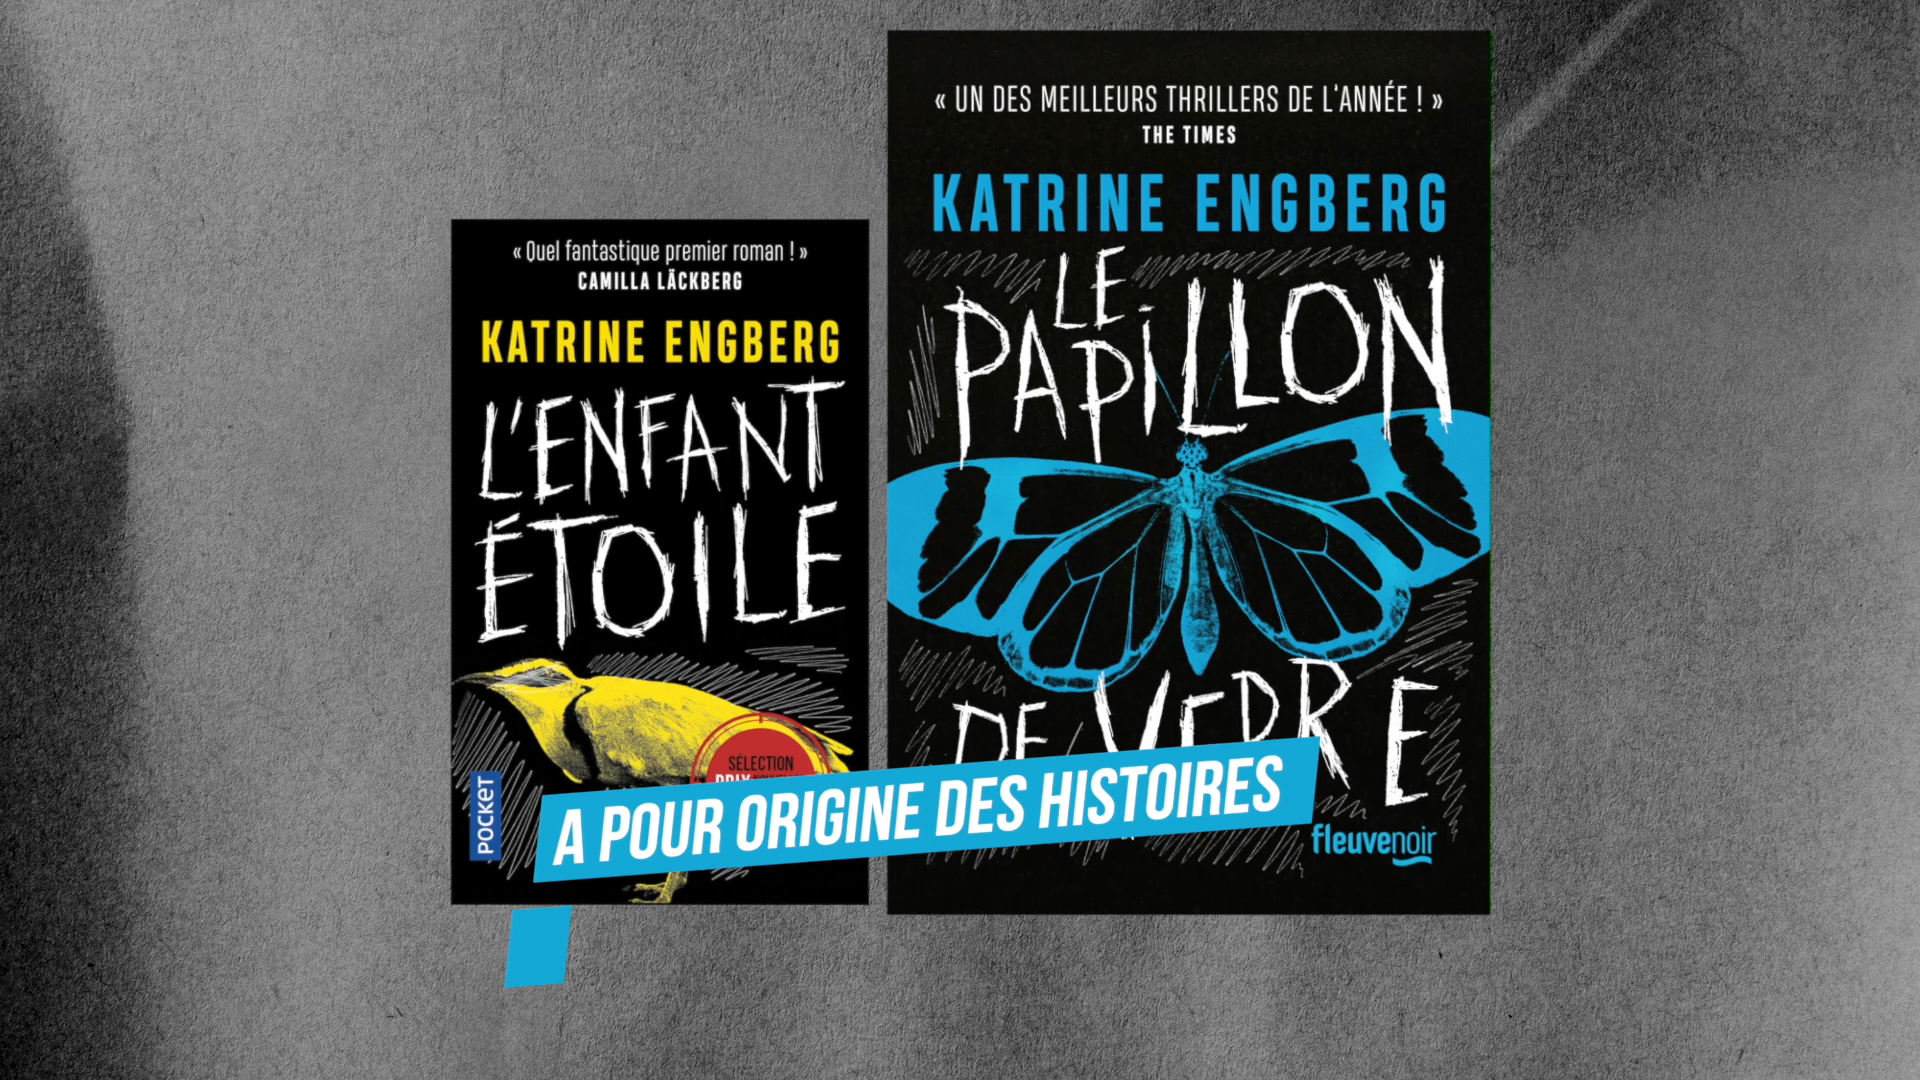 « Quel fantastique premier roman ! »
CAMILLA LÄCKBERG
KATRINE ENGBERG
L'ENFANT
ÉTOILE
SÉLECTION
POCKET
« UN DES MEILLEURS THRILLERS DE L'ANNÉE ! »
THE TIMES
KATRINE ENGBERG
LE
PAPILLON
DE VERRE
fleuvenoir
A POUR ORIGINE DES HISTOIRES